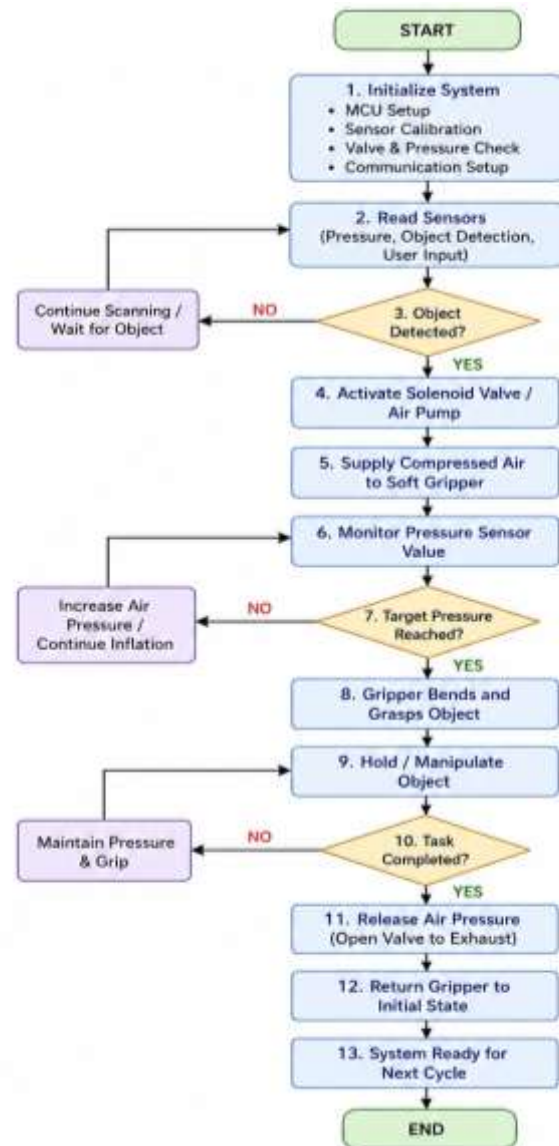 START
1. Initialize System
• MCU Setup
• Sensor Calibration
• Valve & Pressure Check
• Communication Setup
2. Read Sensors
(Pressure, Object Detection,
User Input)
Continue Scanning /
Wait for Object
NO
3. Object
Detected?
YES
4. Activate Solenoid Valve /
Air Pump
5. Supply Compressed Air
to Soft Gripper
6. Monitor Pressure Sensor
Value
Increase Air
Pressure /
Continue Inflation
NO
7. Target Pressure
Reached?
YES
8. Gripper Bends and
Grasps Object
9. Hold / Manipulate
Object
Maintain Pressure
& Grip
NO
10. Task
Completed?
YES
11. Release Air Pressure
(Open Valve to Exhaust)
12. Return Gripper to
Initial State
13. System Ready for
Next Cycle
END